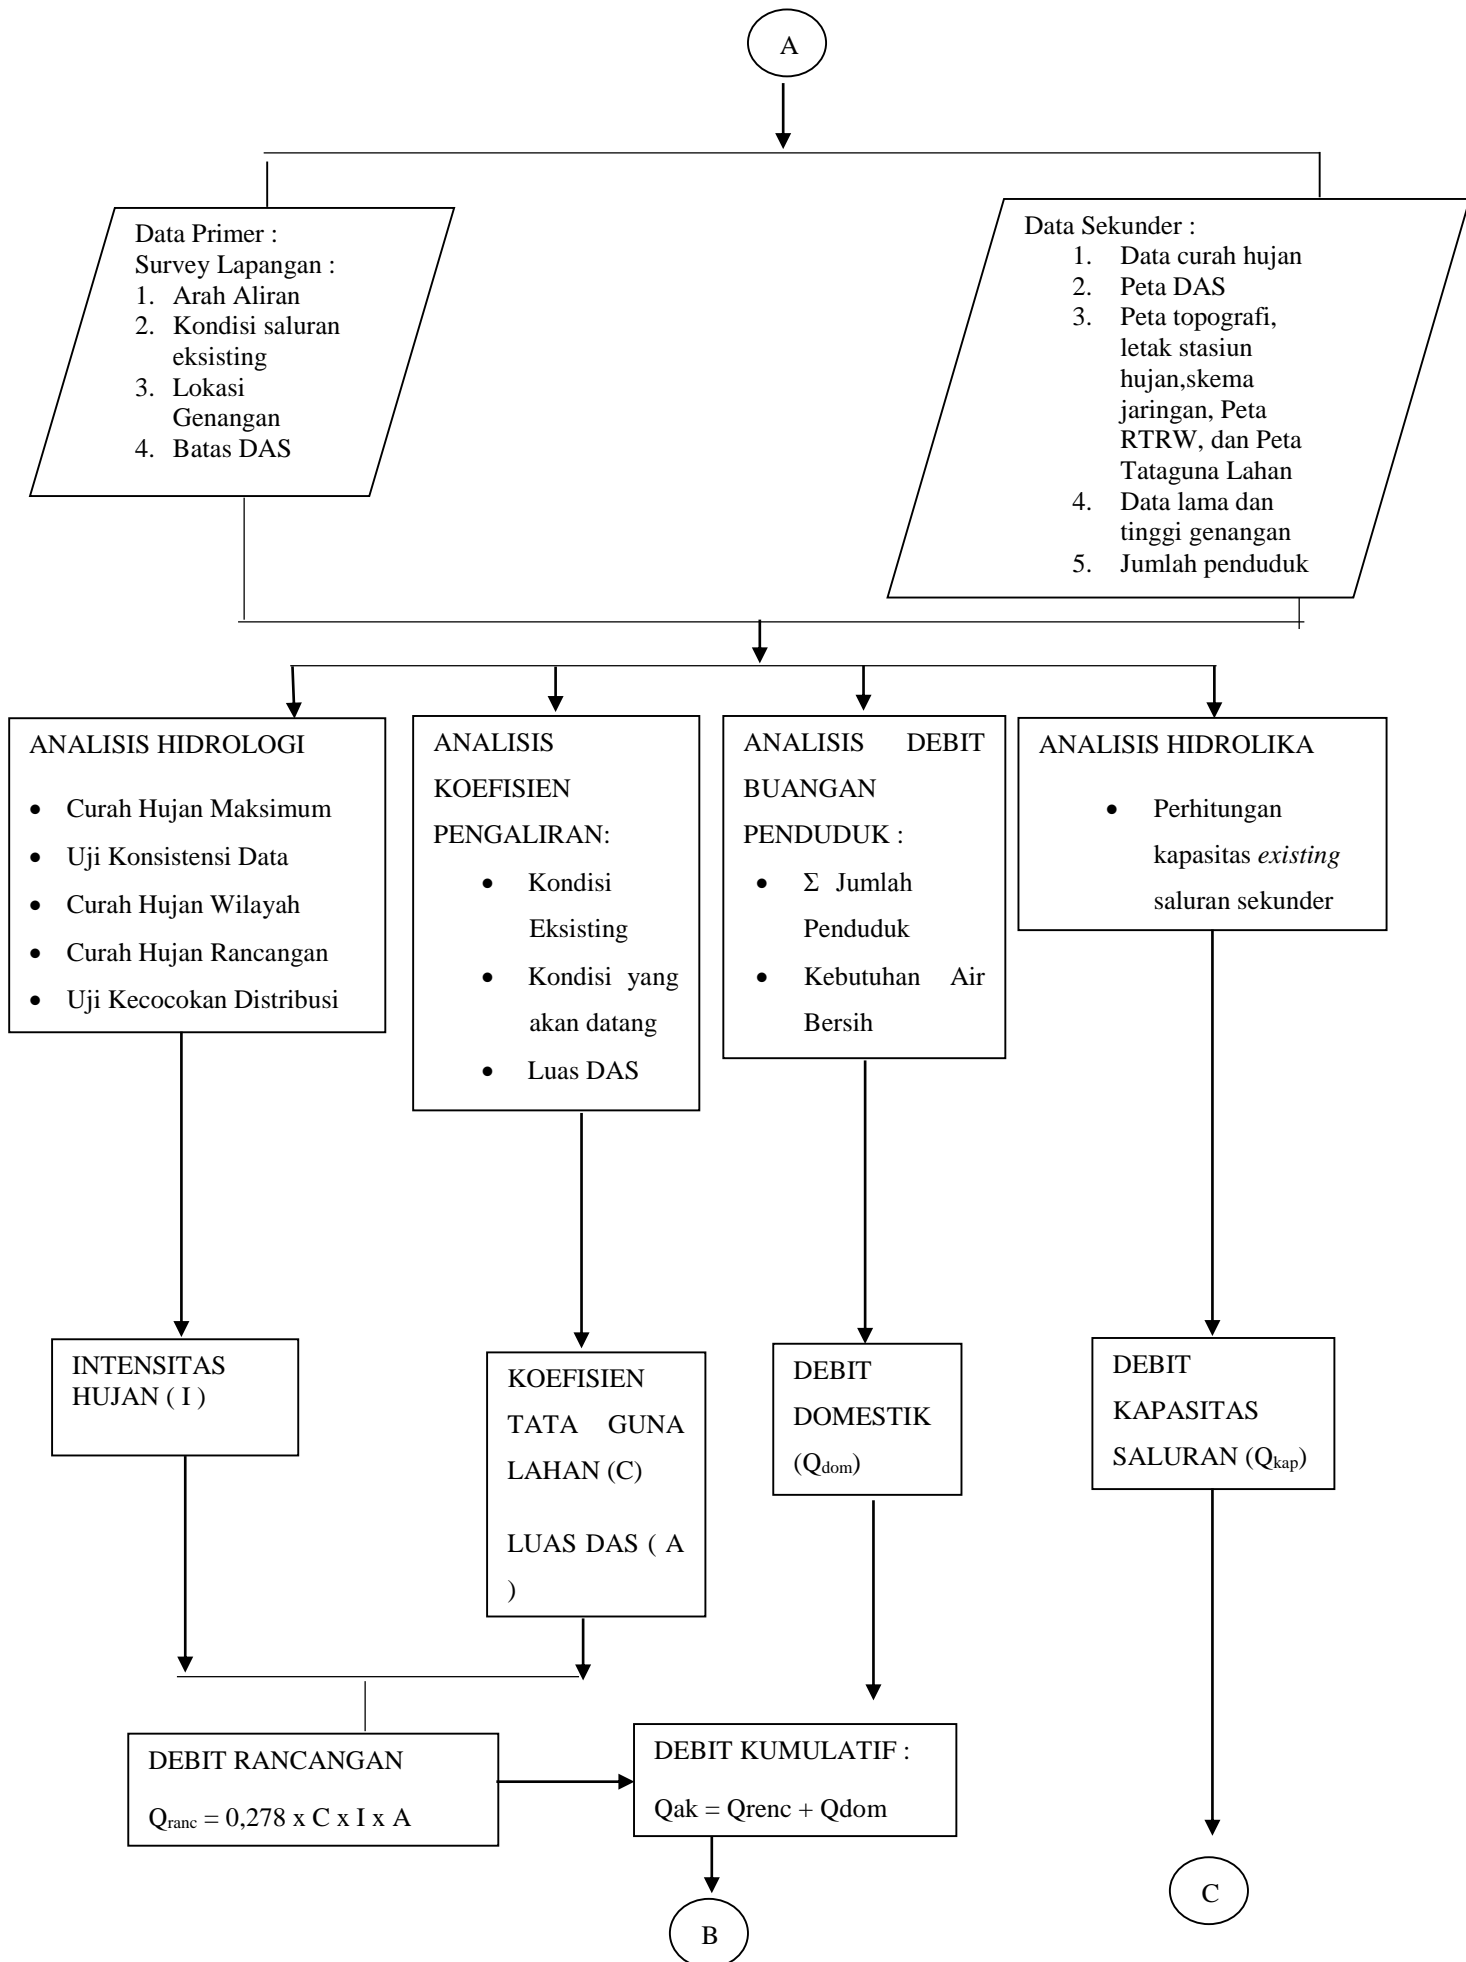 A
Data Primer :
Survey Lapangan :
1. Arah Aliran
2. Kondisi saluran
eksisting
3. Lokasi
Genangan
4. Batas DAS
Data Sekunder :
1. Data curah hujan
2. Peta DAS
3. Peta topografi,
letak stasiun
hujan,skema
jaringan, Peta
RTRW, dan Peta
Tataguna Lahan
4. Data lama dan
tinggi genangan
5. Jumlah penduduk
ANALISIS HIDROLOGI
• Curah Hujan Maksimum
• Uji Konsistensi Data
• Curah Hujan Wilayah
• Curah Hujan Rancangan
• Uji Kecocokan Distribusi
ANALISIS
KOEFISIEN
PENGALIRAN:
• Kondisi
Eksisting
• Kondisi yang
akan datang
• Luas DAS
ANALISIS DEBIT
BUANGAN
PENDUDUK :
• Σ Jumlah
Penduduk
• Kebutuhan Air
Bersih
ANALISIS HIDROLIKA
• Perhitungan
kapasitas existing
saluran sekunder
INTENSITAS
HUJAN ( I )
KOEFISIEN
TATA GUNA
LAHAN (C)
LUAS DAS ( A
)
DEBIT
DOMESTIK
(Qdom)
DEBIT
KAPASITAS
SALURAN (Qkap)
DEBIT RANCANGAN
Qranc = 0,278 x C x I x A
DEBIT KUMULATIF :
Qak = Qrenc + Qdom
B
C